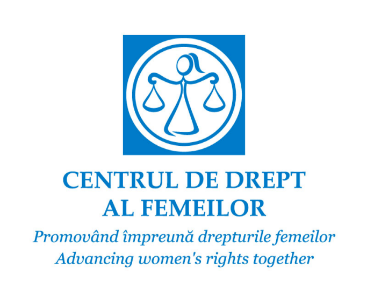 CENTRUL DE DREPT
AL FEMEILOR
Promovând împreună drepturile femeilor
Advancing women's rights together